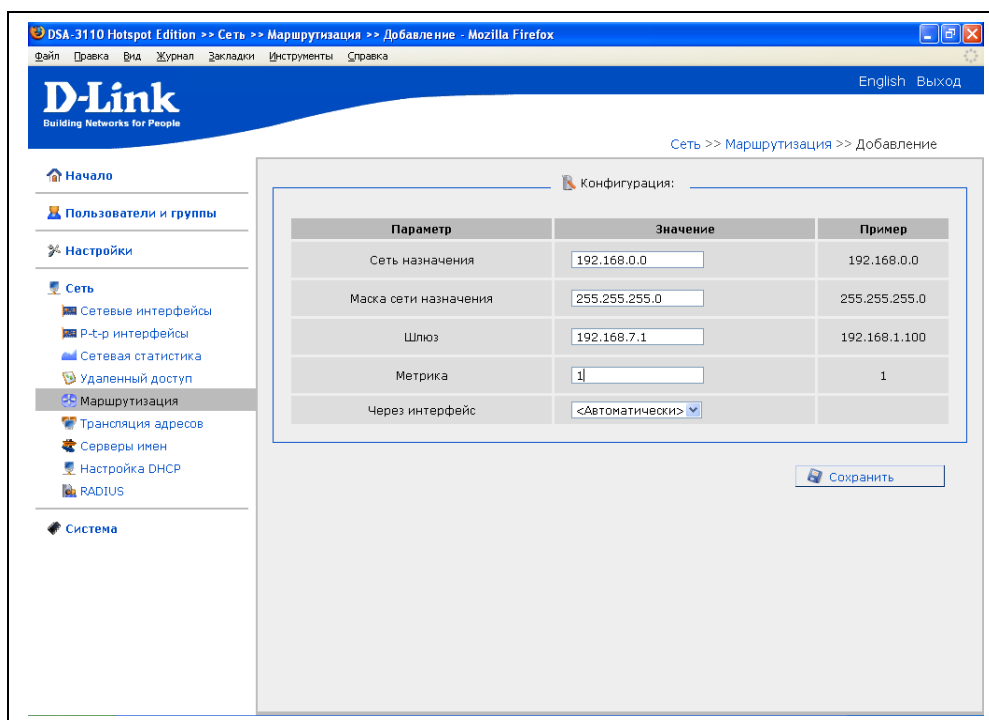 DSA-3110 Hotspot Edition >> Сеть >> Маршрутизация >> Добавление - Mozilla Firefox
Файл Правка Вид Журнал Закладки Инструменты Справка
English Выход
D-Link
Building Networks for People
Сеть >> Маршрутизация >> Добавление
Начало
Пользователи и группы
Настройки
Сеть
Сетевые интерфейсы
P-t-p интерфейсы
Сетевая статистика
Удаленный доступ
Маршрутизация
Трансляция адресов
Серверы имен
Настройка DHCP
RADIUS
Система
Конфигурация:
Параметр Значение Пример
Сеть назначения 192.168.0.0 192.168.0.0
Маска сети назначения 255.255.255.0 255.255.255.0
Шлюз 192.168.7.1 192.168.1.100
Метрика 1 1
Через интерфейс <Автоматически>
Сохранить